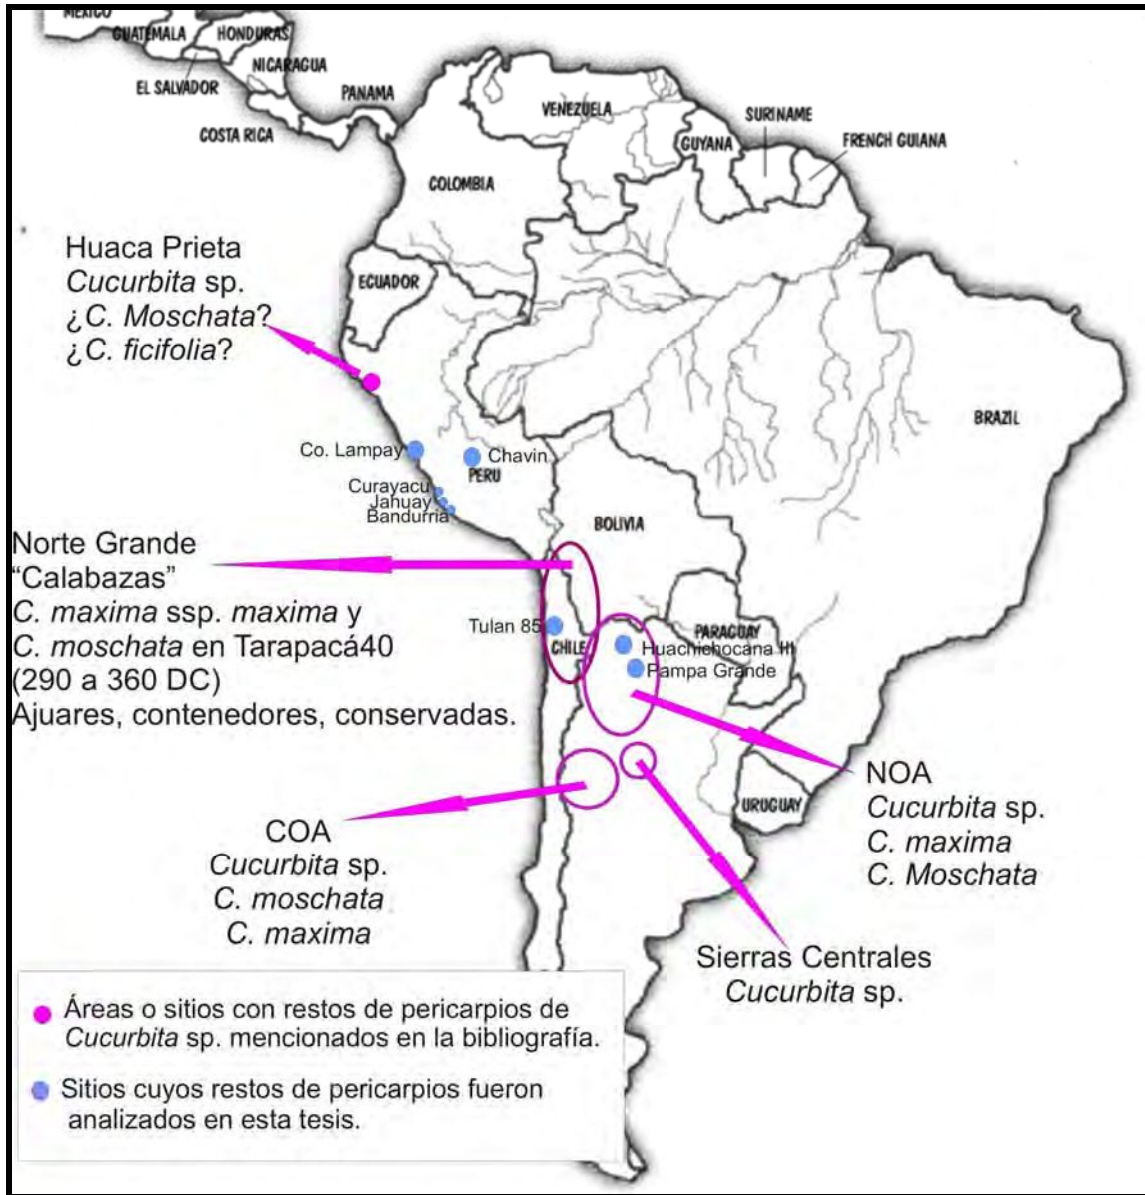 MEXICO
GUATEMALA
HONDURAS
NICARAGUA
EL SALVADOR
PANAMA
COSTA RICA
VENEZUELA
SURINAME
GUYANA
FRENCH GUIANA
COLOMBIA
Huaca Prieta
Cucurbita sp.
¿C. Moschata?
¿C. ficifolia?
ECUADOR
BRAZIL
Co. Lampay
Chavin
PERU
Curayacu
Jahuay
Bandurria
BOLIVIA
Norte Grande
"Calabazas"
C. maxima ssp. maxima y
C. moschata en Tarapacá40
(290 a 360 DC)
Ajuares, contenedores, conservadas.
Tulan 85
CHILE
PARAGUAY
Huachichocana III
Pampa Grande
NOA
Cucurbita sp.
C. maxima
C. Moschata
URUGUAY
COA
Cucurbita sp.
C. moschata
C. maxima
Sierras Centrales
Cucurbita sp.
Áreas o sitios con restos de pericarpios de
Cucurbita sp. mencionados en la bibliografía.
Sitios cuyos restos de pericarpios fueron
analizados en esta tesis.